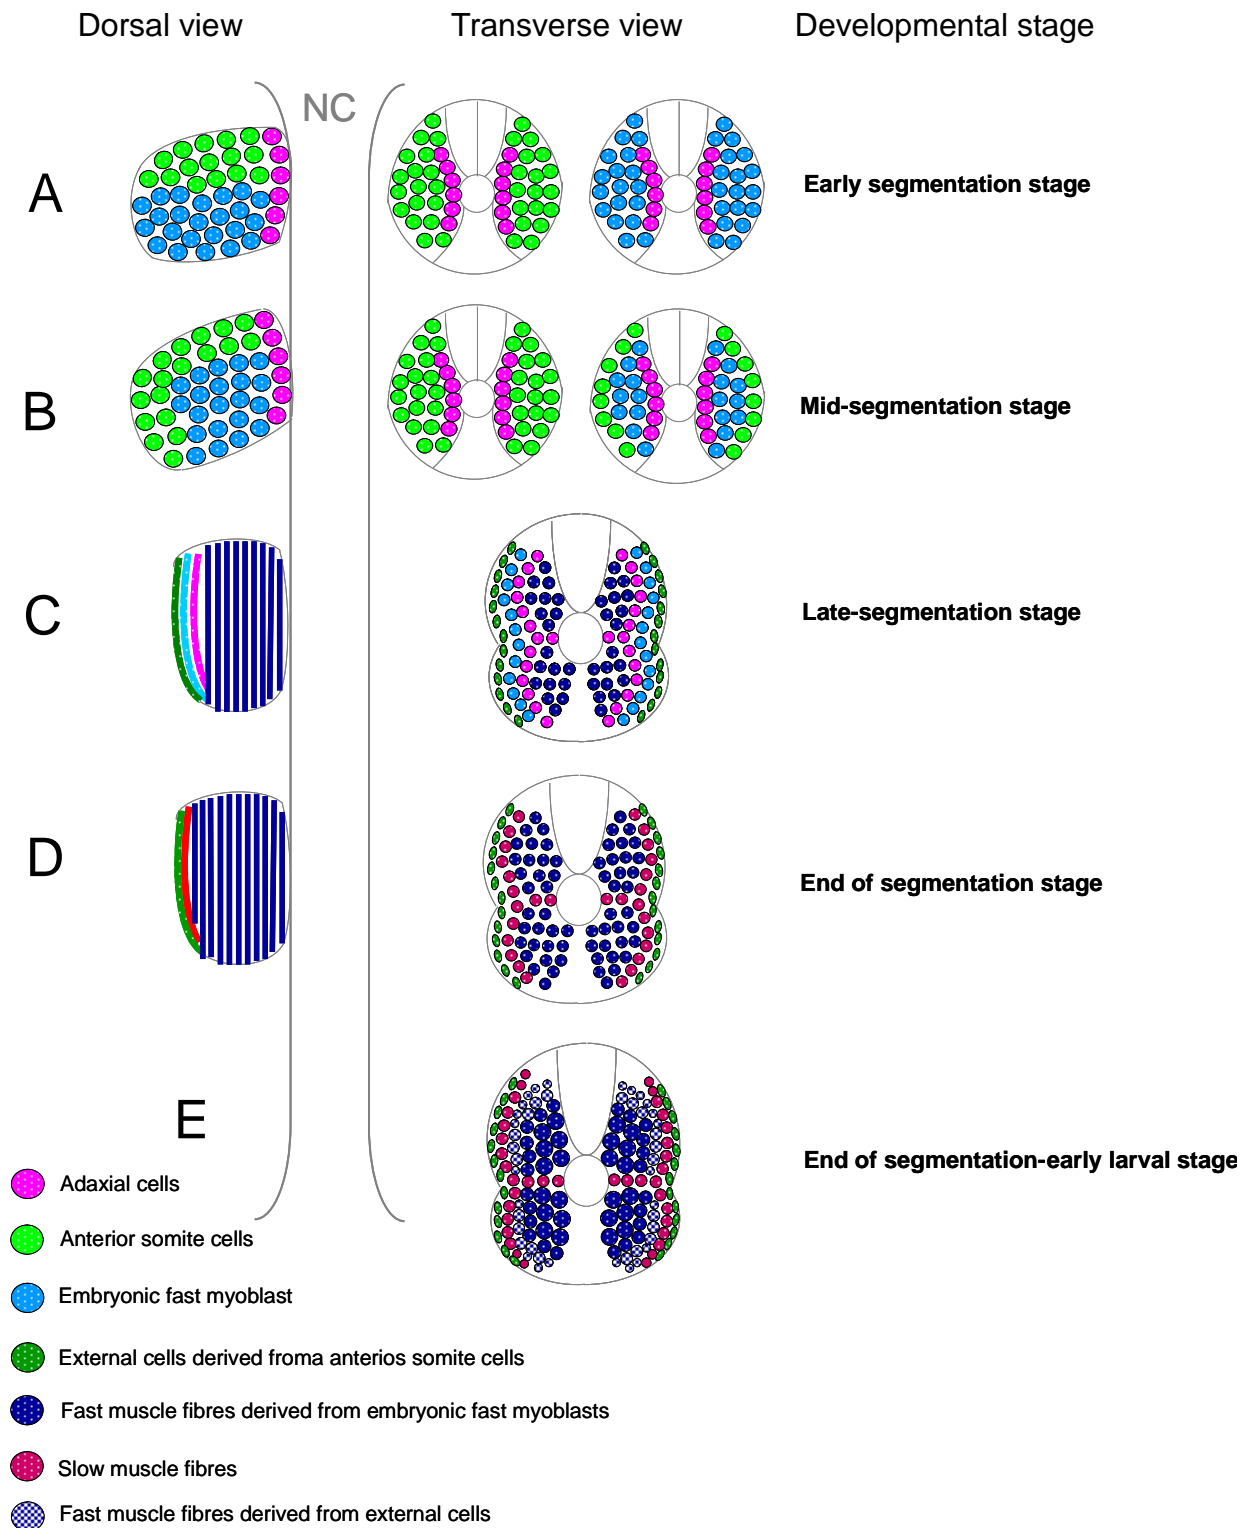 Dorsal view
Transverse view
Developmental stage
NC
A
Early segmentation stage
B
Mid-segmentation stage
C
Late-segmentation stage
D
End of segmentation stage
E
End of segmentation-early larval stage
Adaxial cells
Anterior somite cells
Embryonic fast myoblast
External cells derived froma anterios somite cells
Fast muscle fibres derived from embryonic fast myoblasts
Slow muscle fibres
Fast muscle fibres derived from external cells